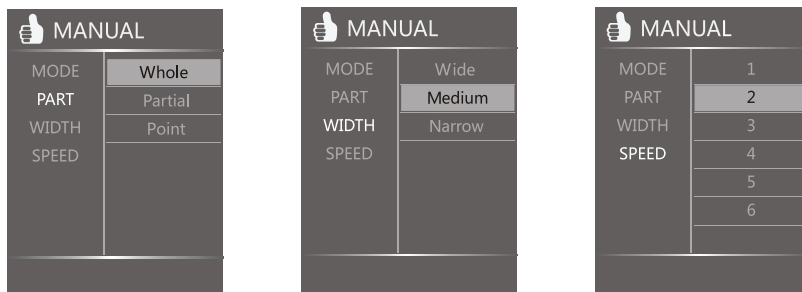 MANUAL
MODE Whole
PART Partial
WIDTH Point
SPEED
MANUAL
MODE Wide
PART Medium
WIDTH Narrow
SPEED
MANUAL
MODE 1
PART 2
WIDTH 3
SPEED 4
5
6